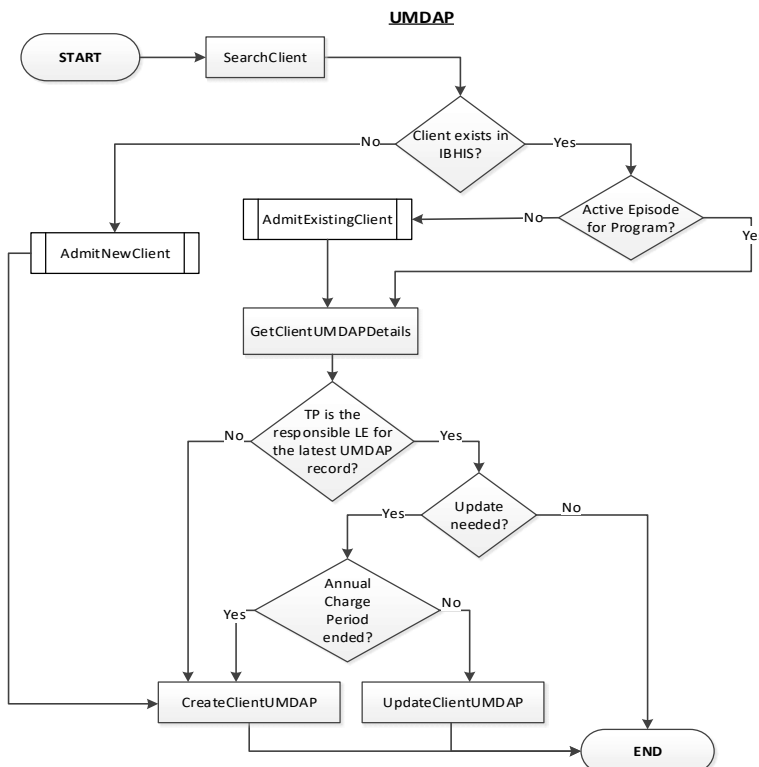 UMDAP
START
SearchClient
Client exists in
IBHIS?
No
Yes
Active Episode
for Program?
AdmitExistingClient
No
Ye
AdmitNewClient
GetClientUMDAPDetails
TP is the
responsible LE for
the latest UMDAP
record?
No
Yes
Update
needed?
Yes
No
Annual
Charge
Period
ended?
Yes
No
CreateClientUMDAP
UpdateClientUMDAP
END